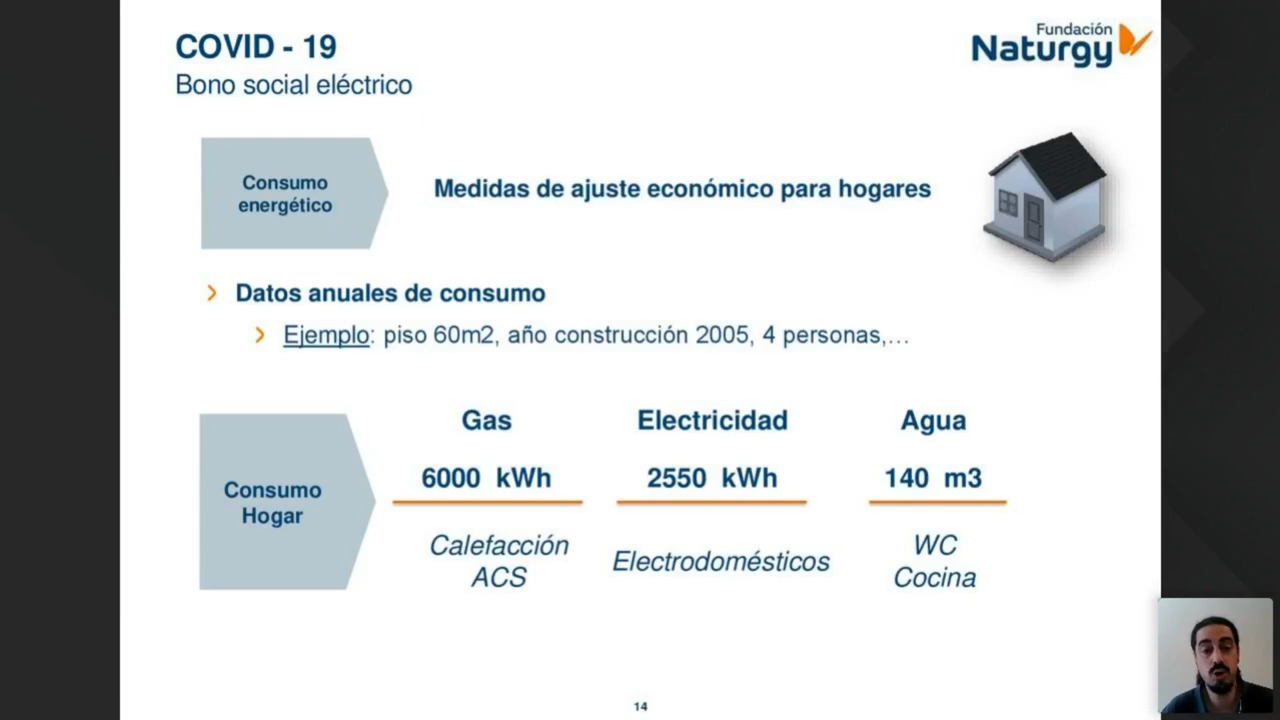 COVID - 19
Bono social eléctrico
Fundación
Naturgy
Consumo
energético
Medidas de ajuste económico para hogares
Datos anuales de consumo
Ejemplo: piso 60m2, año construcción 2005, 4 personas,...
Consumo
Hogar
Gas
Electricidad
Agua
6000 kWh
2550 kWh
140 m3
Calefacción
ACS
Electrodomésticos
WC
Cocina
14